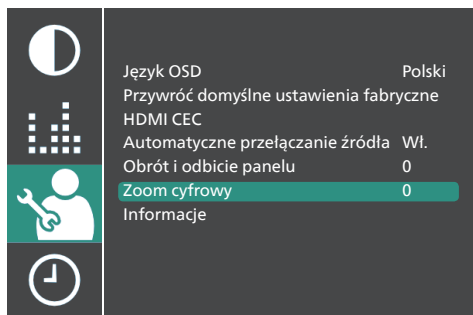 Język OSD Polski
Przywróć domyślne ustawienia fabryczne
HDMI CEC
Automatyczne przełączanie źródła Wł.
Obrót i odbicie panelu 0
Zoom cyfrowy 0
Informacje